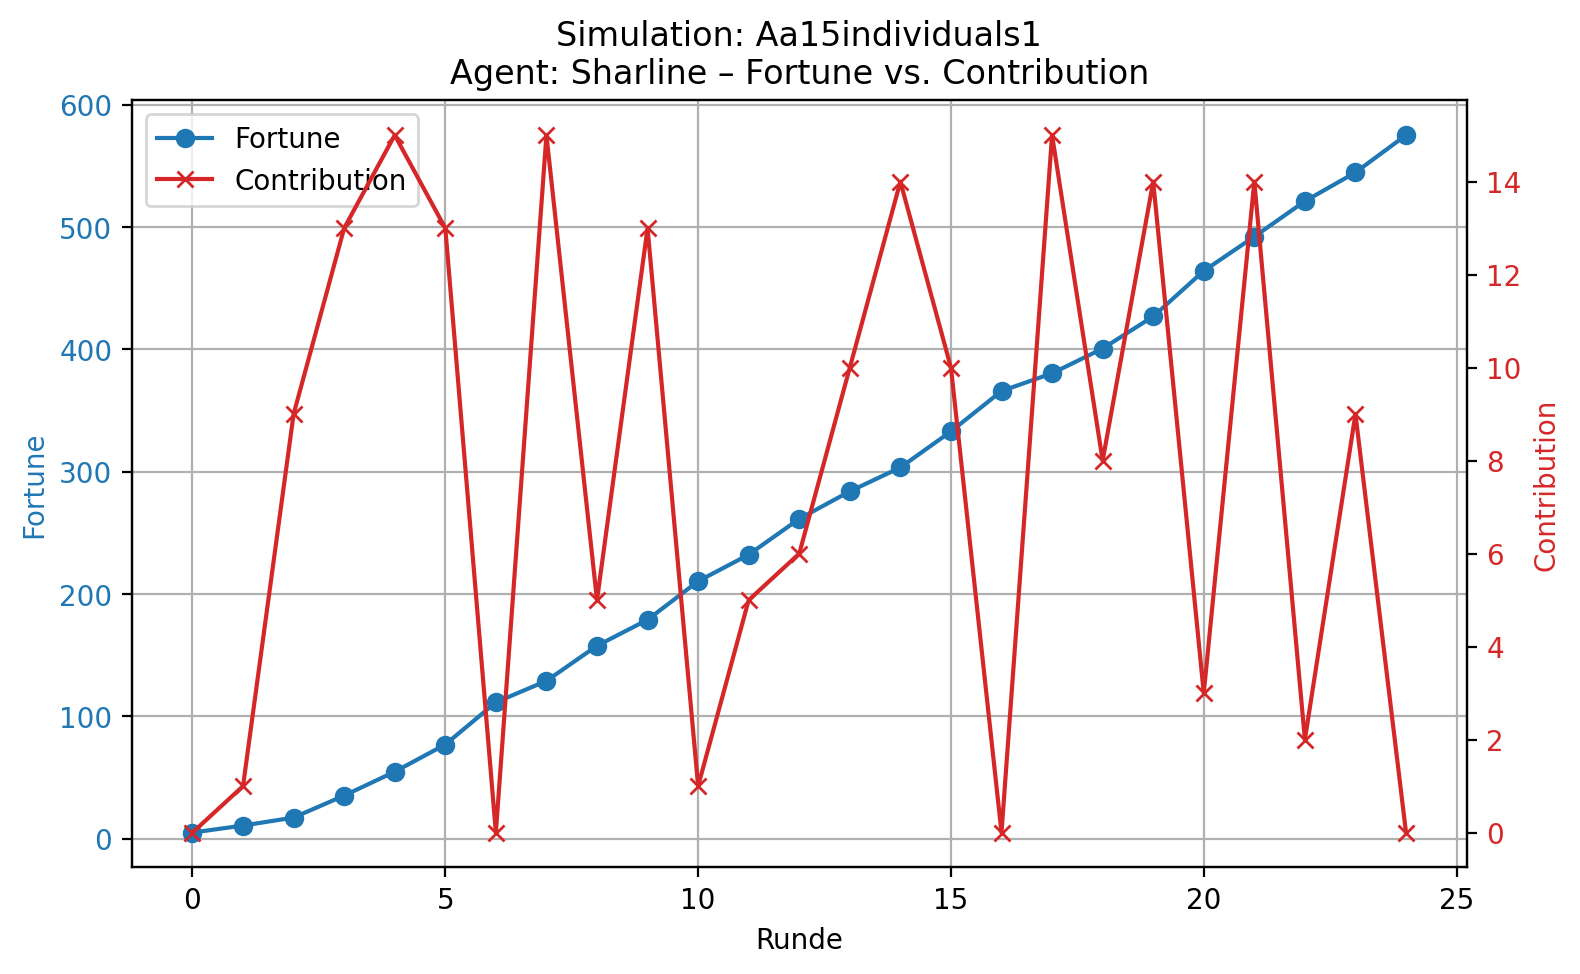 Simulation: Aa15individuals1
Agent: Sharline – Fortune vs. Contribution
Fortune
Contribution
600
500
400
300
200
100
0
Fortune
14
12
10
8
6
4
2
0
Contribution
0 5 10 15 20 25
Runde